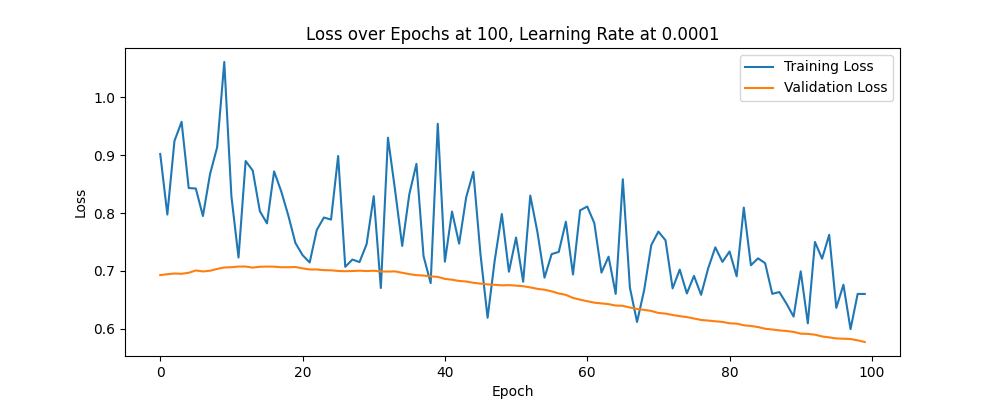 Loss over Epochs at 100, Learning Rate at 0.0001
Training Loss
Validation Loss
1.0
0.9
0.8
0.7
0.6
Loss
0 20 40 60 80 100
Epoch